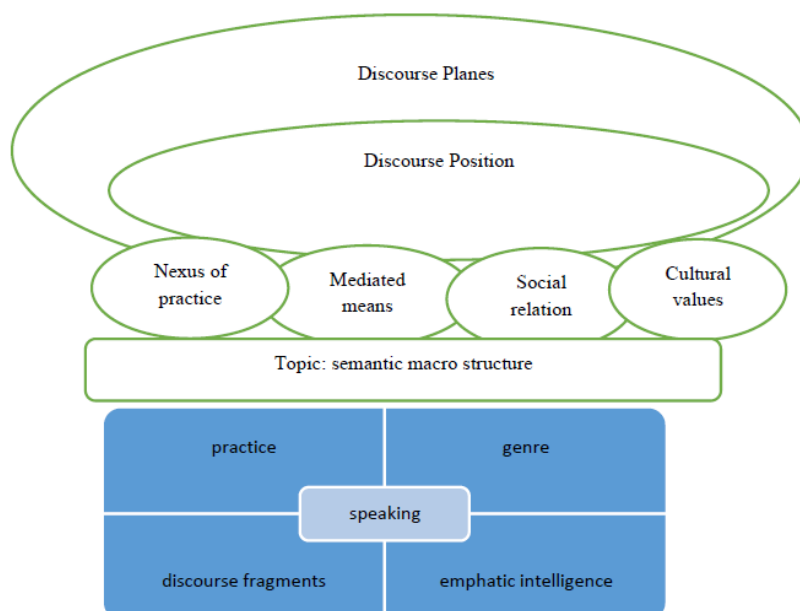 Discourse Planes
Discourse Position
Nexus of
practice
Mediated
means
Social
relation
Cultural
values
Topic: semantic macro structure
practice
genre
speaking
discourse fragments
emphatic intelligence